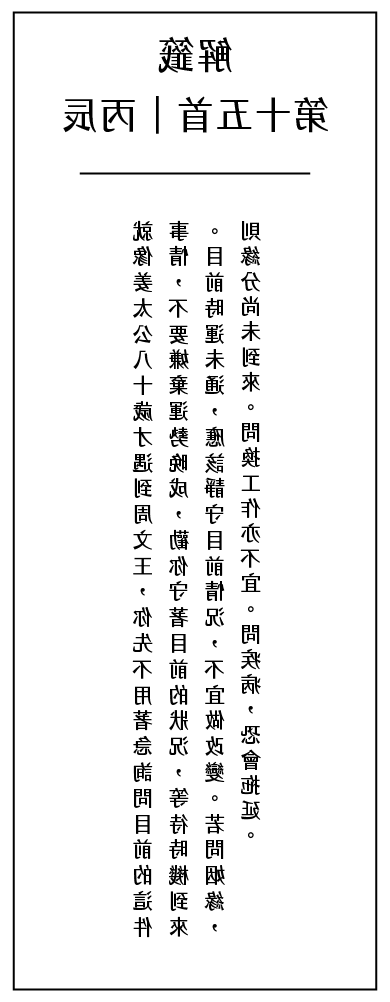 解籤
第十五首｜丙辰
就像姜太公八十歲才遇到周文王，你先不用著急詢問目前的這件
事情，不要嫌棄運勢晚成，勸你守著目前的狀況，等待時機到來
。目前時運未通，應該靜守目前情況，不宜做改變。若問姻緣，
則緣分尚未到來。問換工作亦不宜。問疾病，恐會拖延。